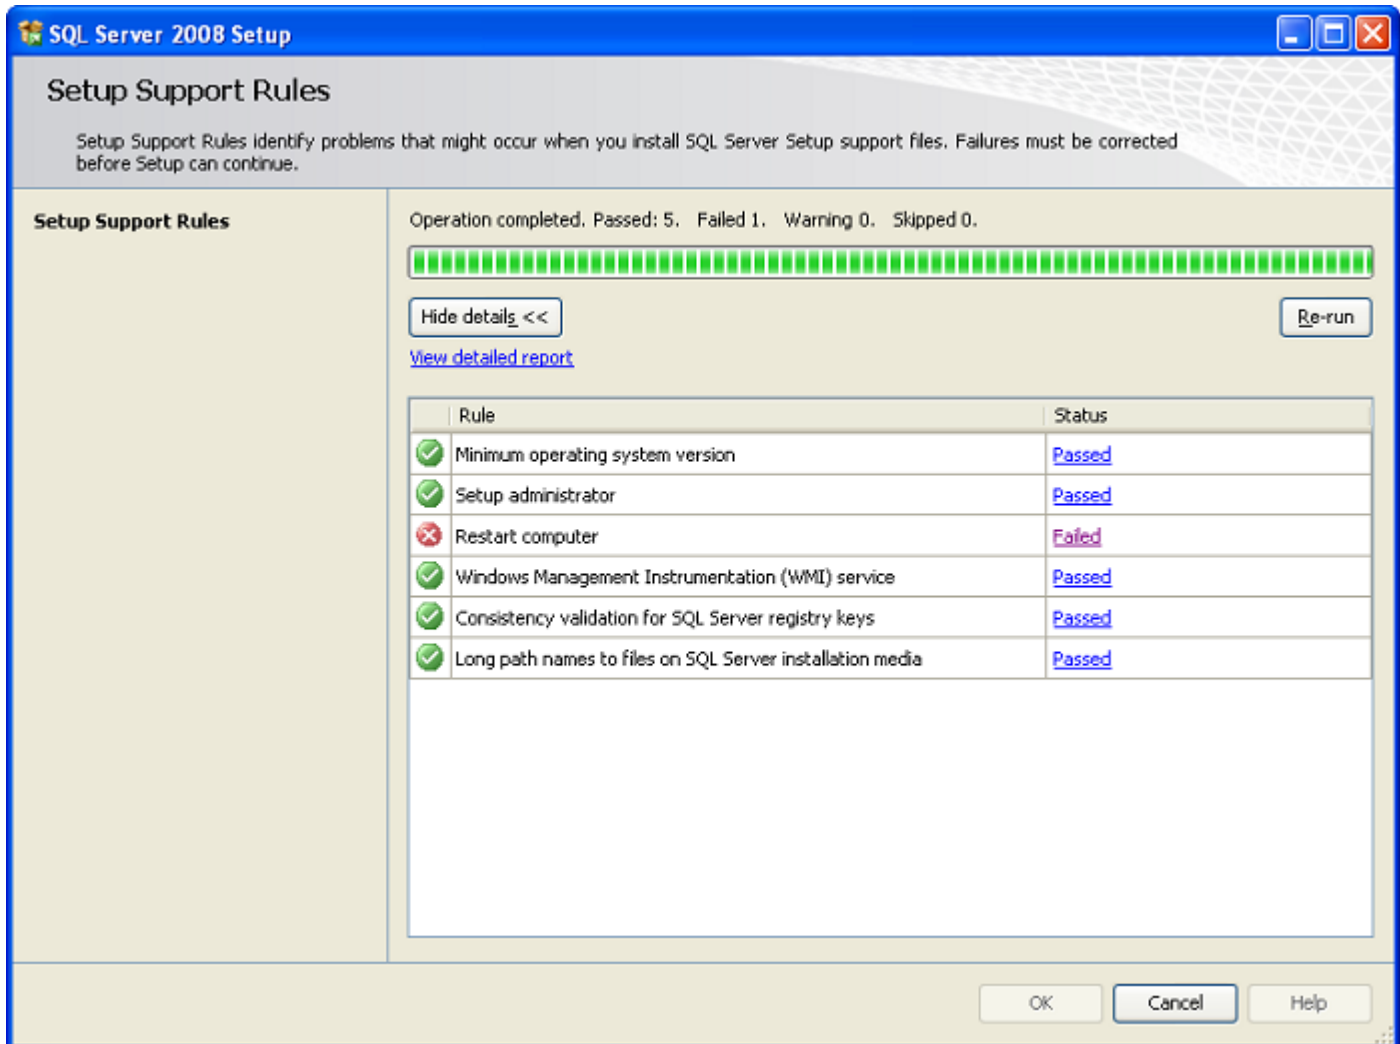 SQL Server 2008 Setup
Setup Support Rules
Setup Support Rules identify problems that might occur when you install SQL Server Setup support files. Failures must be corrected
before Setup can continue.
Setup Support Rules
Operation completed. Passed: 5. Failed 1. Warning 0. Skipped 0.
Hide details <<
Re-run
View detailed report
Rule Status
Minimum operating system version Passed
Setup administrator Passed
Restart computer Failed
Windows Management Instrumentation (WMI) service Passed
Consistency validation for SQL Server registry keys Passed
Long path names to files on SQL Server installation media Passed
OK Cancel Help